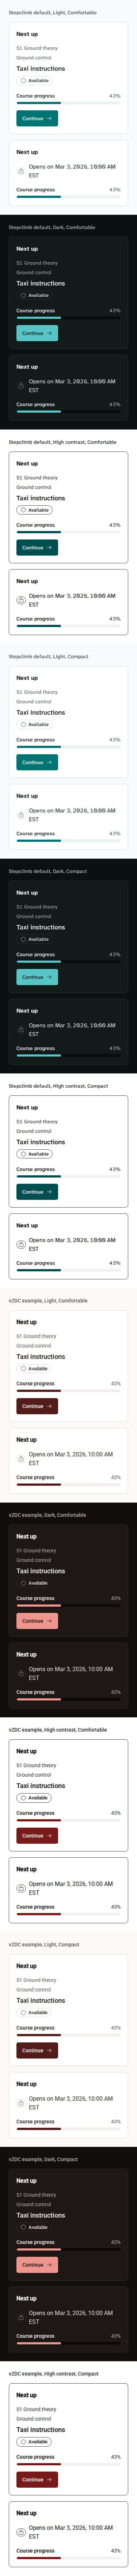 Stepclimb default, Light, Comfortable
Next up
S1 Ground theory
Ground control
Taxi instructions
Available
Course progress 43%
Continue →
Next up
Opens on Mar 3, 2026, 10:00 AM
EST
Course progress 43%
Stepclimb default, Dark, Comfortable
Next up
S1 Ground theory
Ground control
Taxi instructions
Available
Course progress 43%
Continue →
Next up
Opens on Mar 3, 2026, 10:00 AM
EST
Course progress 43%
Stepclimb default, High contrast, Comfortable
Next up
S1 Ground theory
Ground control
Taxi instructions
Available
Course progress 43%
Continue →
Next up
Opens on Mar 3, 2026, 10:00 AM
EST
Course progress 43%
Stepclimb default, Light, Compact
Next up
S1 Ground theory
Ground control
Taxi instructions
Available
Course progress 43%
Continue →
Next up
Opens on Mar 3, 2026, 10:00 AM
EST
Course progress 43%
Stepclimb default, Dark, Compact
Next up
S1 Ground theory
Ground control
Taxi instructions
Available
Course progress 43%
Continue →
Next up
Opens on Mar 3, 2026, 10:00 AM
EST
Course progress 43%
Stepclimb default, High contrast, Compact
Next up
S1 Ground theory
Ground control
Taxi instructions
Available
Course progress 43%
Continue →
Next up
Opens on Mar 3, 2026, 10:00 AM
EST
Course progress 43%
vZDC example, Light, Comfortable
Next up
S1 Ground theory
Ground control
Taxi instructions
Available
Course progress 43%
Continue →
Next up
Opens on Mar 3, 2026, 10:00 AM
EST
Course progress 43%
vZDC example, Dark, Comfortable
Next up
S1 Ground theory
Ground control
Taxi instructions
Available
Course progress 43%
Continue →
Next up
Opens on Mar 3, 2026, 10:00 AM
EST
Course progress 43%
vZDC example, High contrast, Comfortable
Next up
S1 Ground theory
Ground control
Taxi instructions
Available
Course progress 43%
Continue →
Next up
Opens on Mar 3, 2026, 10:00 AM
EST
Course progress 43%
vZDC example, Light, Compact
Next up
S1 Ground theory
Ground control
Taxi instructions
Available
Course progress 43%
Continue →
Next up
Opens on Mar 3, 2026, 10:00 AM
EST
Course progress 43%
vZDC example, Dark, Compact
Next up
S1 Ground theory
Ground control
Taxi instructions
Available
Course progress 43%
Continue →
Next up
Opens on Mar 3, 2026, 10:00 AM
EST
Course progress 43%
vZDC example, High contrast, Compact
Next up
S1 Ground theory
Ground control
Taxi instructions
Available
Course progress 43%
Continue →
Next up
Opens on Mar 3, 2026, 10:00 AM
EST
Course progress 43%